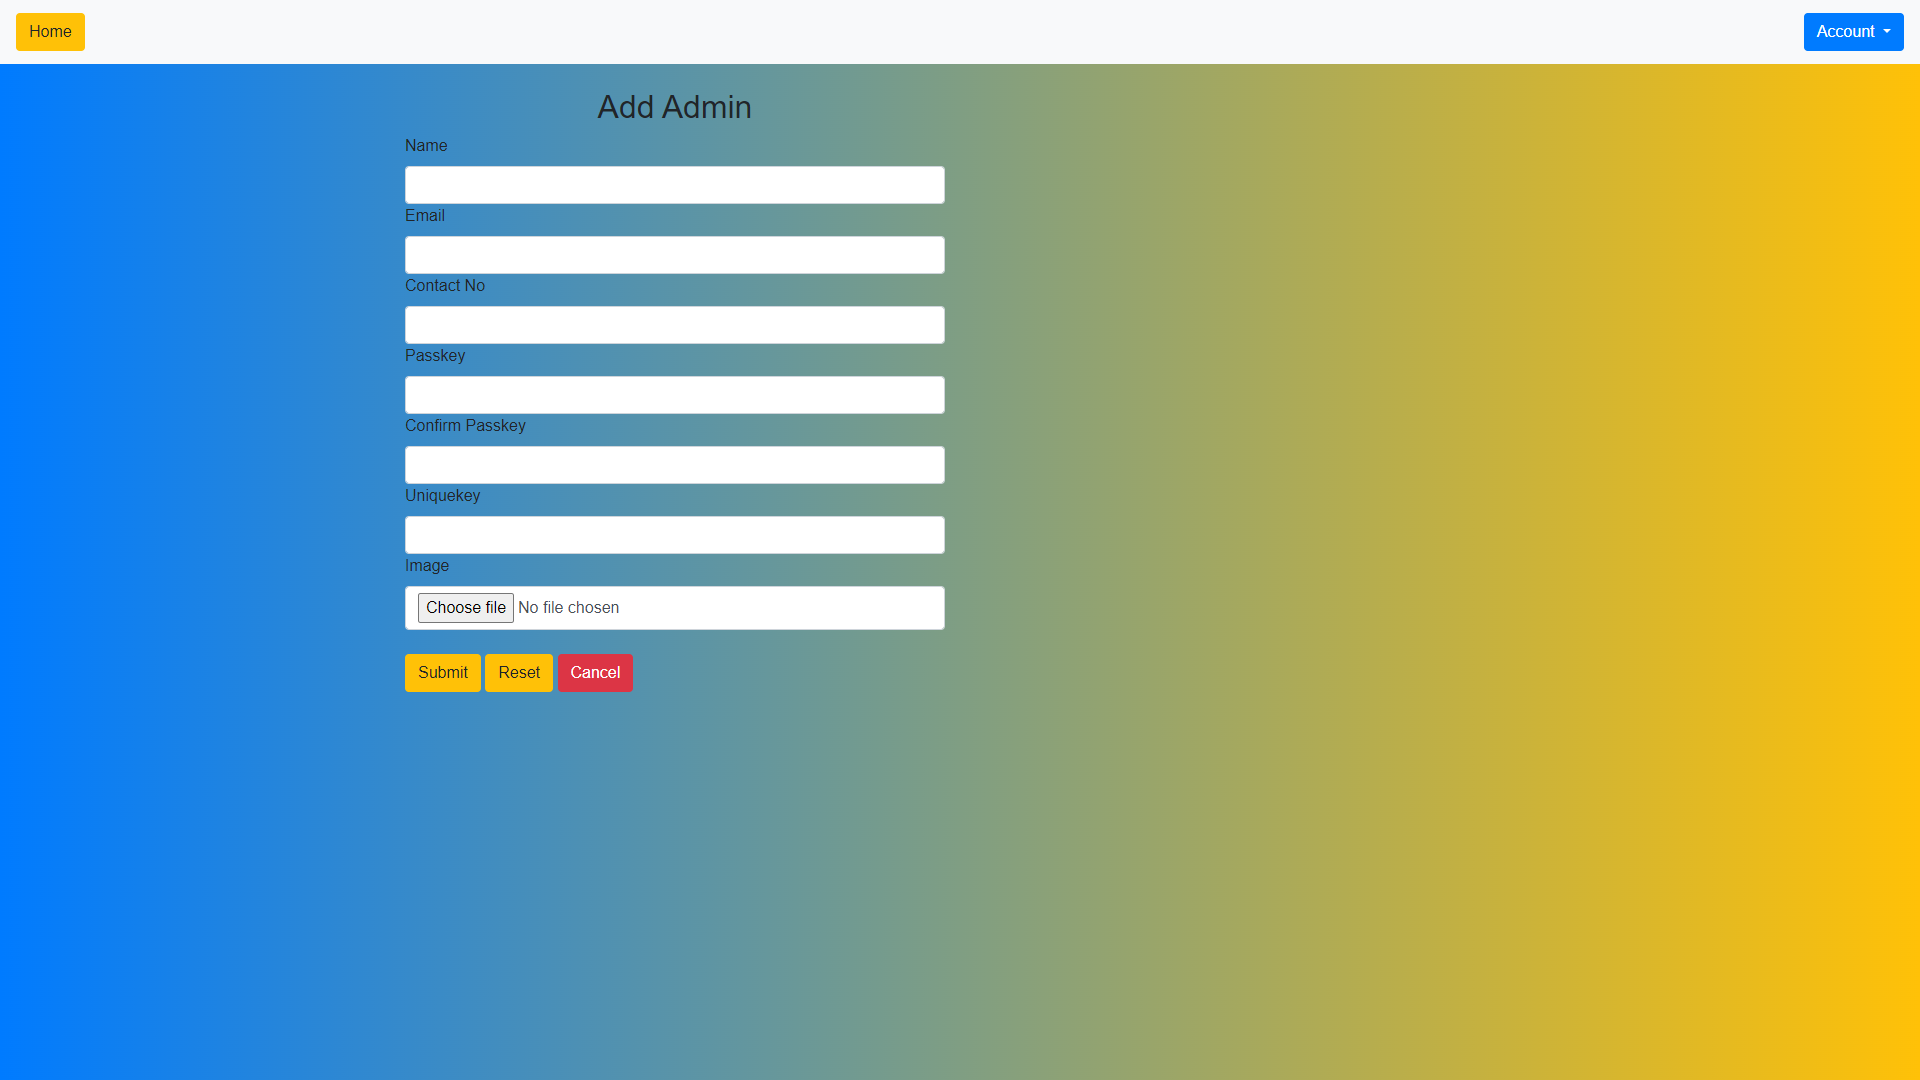 Home
Account
Add Admin
Name
Email
Contact No
Passkey
Confirm Passkey
Uniquekey
Image
Choose file No file chosen
Submit Reset Cancel